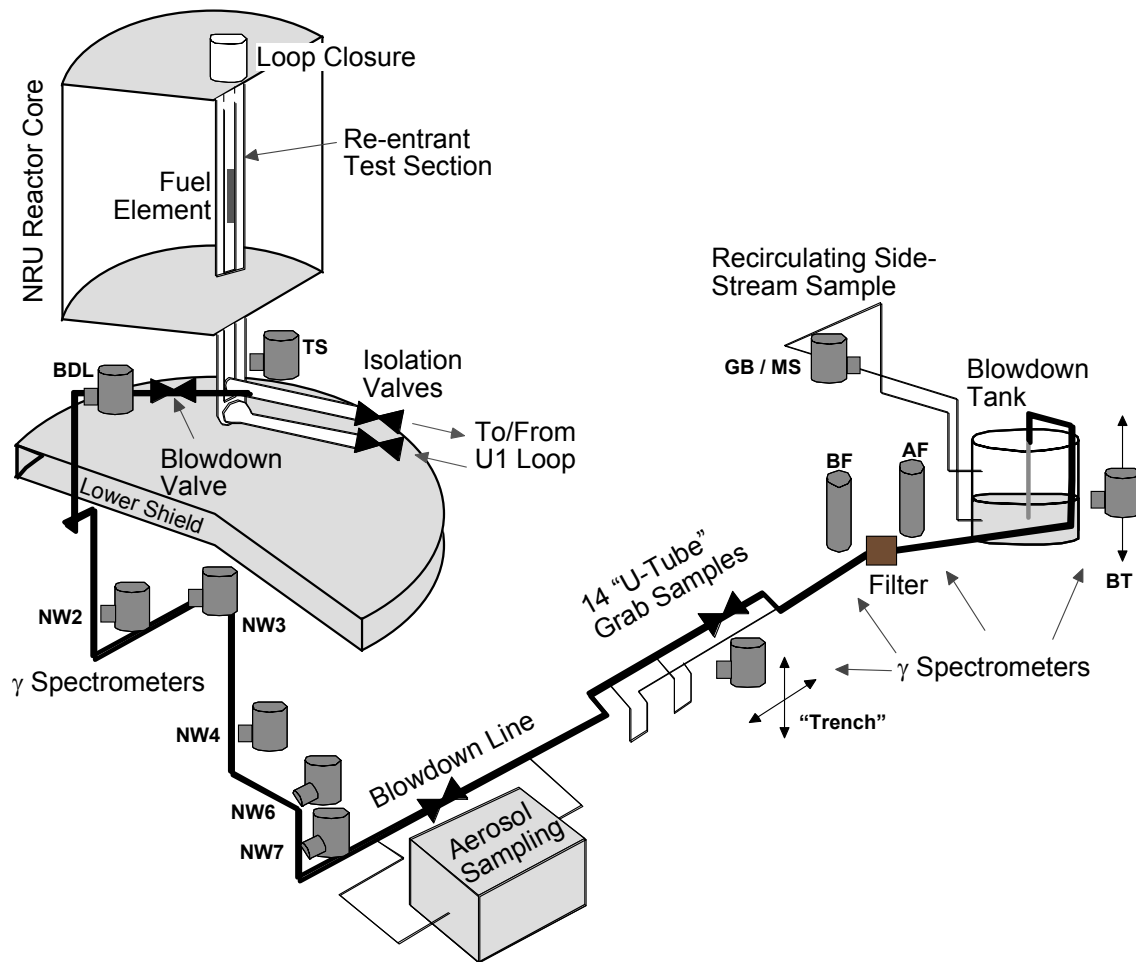 Loop Closure
NRU Reactor Core
Re-entrant
Test Section
Fuel
Element
Recirculating Side-
Stream Sample
TS
BDL
Isolation
Valves
GB / MS
Blowdown
Tank
To/From
U1 Loop
Blowdown
Valve
BF
AF
Lower Shield
BT
Filter
14 “U-Tube”
Grab Samples
NW2
NW3
γ Spectrometers
γ Spectrometers
“Trench”
NW4
Blowdown Line
NW6
NW7
Aerosol
Sampling